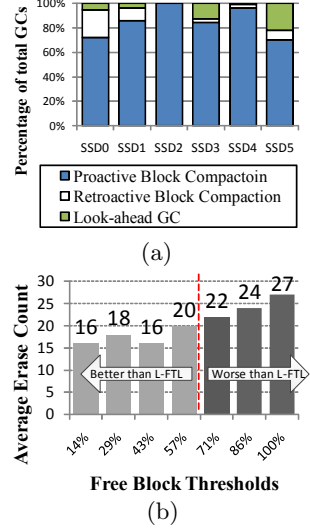 Percentage of total GCs
100%
80%
60%
40%
20%
0%
SSD0 SSD1 SSD2 SSD3 SSD4 SSD5
Proactive Block Compactoin
Retroactive Block Compaction
Look-ahead GC
(a)
Average Erase Count
30
25
20
15
10
5
0
16 18 16 20 22 24 27
Better than L-FTL Worse than L-FTL
14% 29% 43% 57% 71% 86% 100%
Free Block Thresholds
(b)